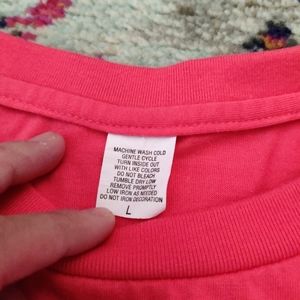 MACHINE WASH COLD
GENTLE CYCLE
TURN INSIDE OUT
WITH LIKE COLORS
DO NOT BLEACH
TUMBLE DRY LOW
REMOVE PROMPTLY
LOW IRON AS NEEDED
DO NOT IRON DECORATION
L